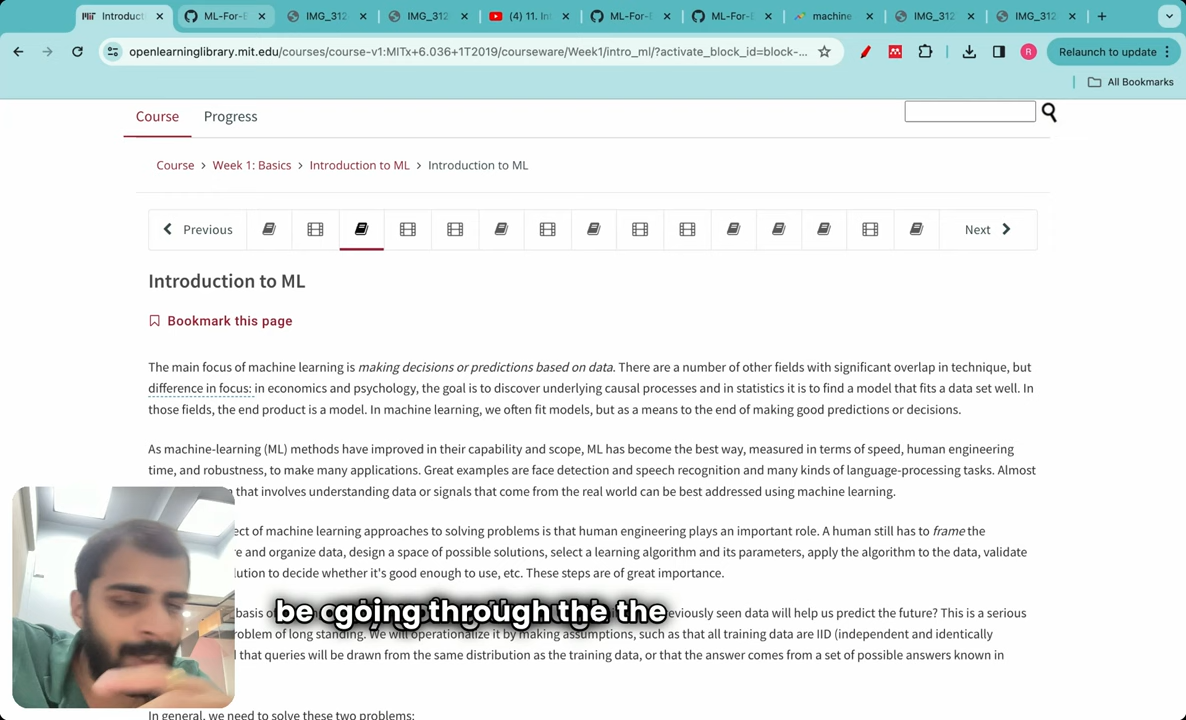 Introduct
ML-For-B
IMG_312
IMG_312
(4) 11. In
ML-For-B
ML-For-B
machine
IMG_312
IMG_312
openlearninglibrary.mit.edu/courses/course-v1:MITx+6.036+1T2019/courseware/Week1/intro_ml/?activate_block_id=block-...
R
Relaunch to update
All Bookmarks
Course Progress
Course > Week 1: Basics > Introduction to ML > Introduction to ML
Previous
Next
Introduction to ML
Bookmark this page
The main focus of machine learning is making decisions or predictions based on data. There are a number of other fields with significant overlap in technique, but
difference in focus: in economics and psychology, the goal is to discover underlying causal processes and in statistics it is to find a model that fits a data set well. In
those fields, the end product is a model. In machine learning, we often fit models, but as a means to the end of making good predictions or decisions.
As machine-learning (ML) methods have improved in their capability and scope, ML has become the best way, measured in terms of speed, human engineering
time, and robustness, to make many applications. Great examples are face detection and speech recognition and many kinds of language-processing tasks. Almost
that involves understanding data or signals that come from the real world can be best addressed using machine learning.
ect of machine learning approaches to solving problems is that human engineering plays an important role. A human still has to frame the
e and organize data, design a space of possible solutions, select a learning algorithm and its parameters, apply the algorithm to the data, validate
lution to decide whether it's good enough to use, etc. These steps are of great importance.
basis of
be going through the the
eviously seen data will help us predict the future? This is a serious
roblem of long standing. We will operationalize it by making assumptions, such as that all training data are IID (independent and identically
that queries will be drawn from the same distribution as the training data, or that the answer comes from a set of possible answers known in
In general, we need to solve these two problems: